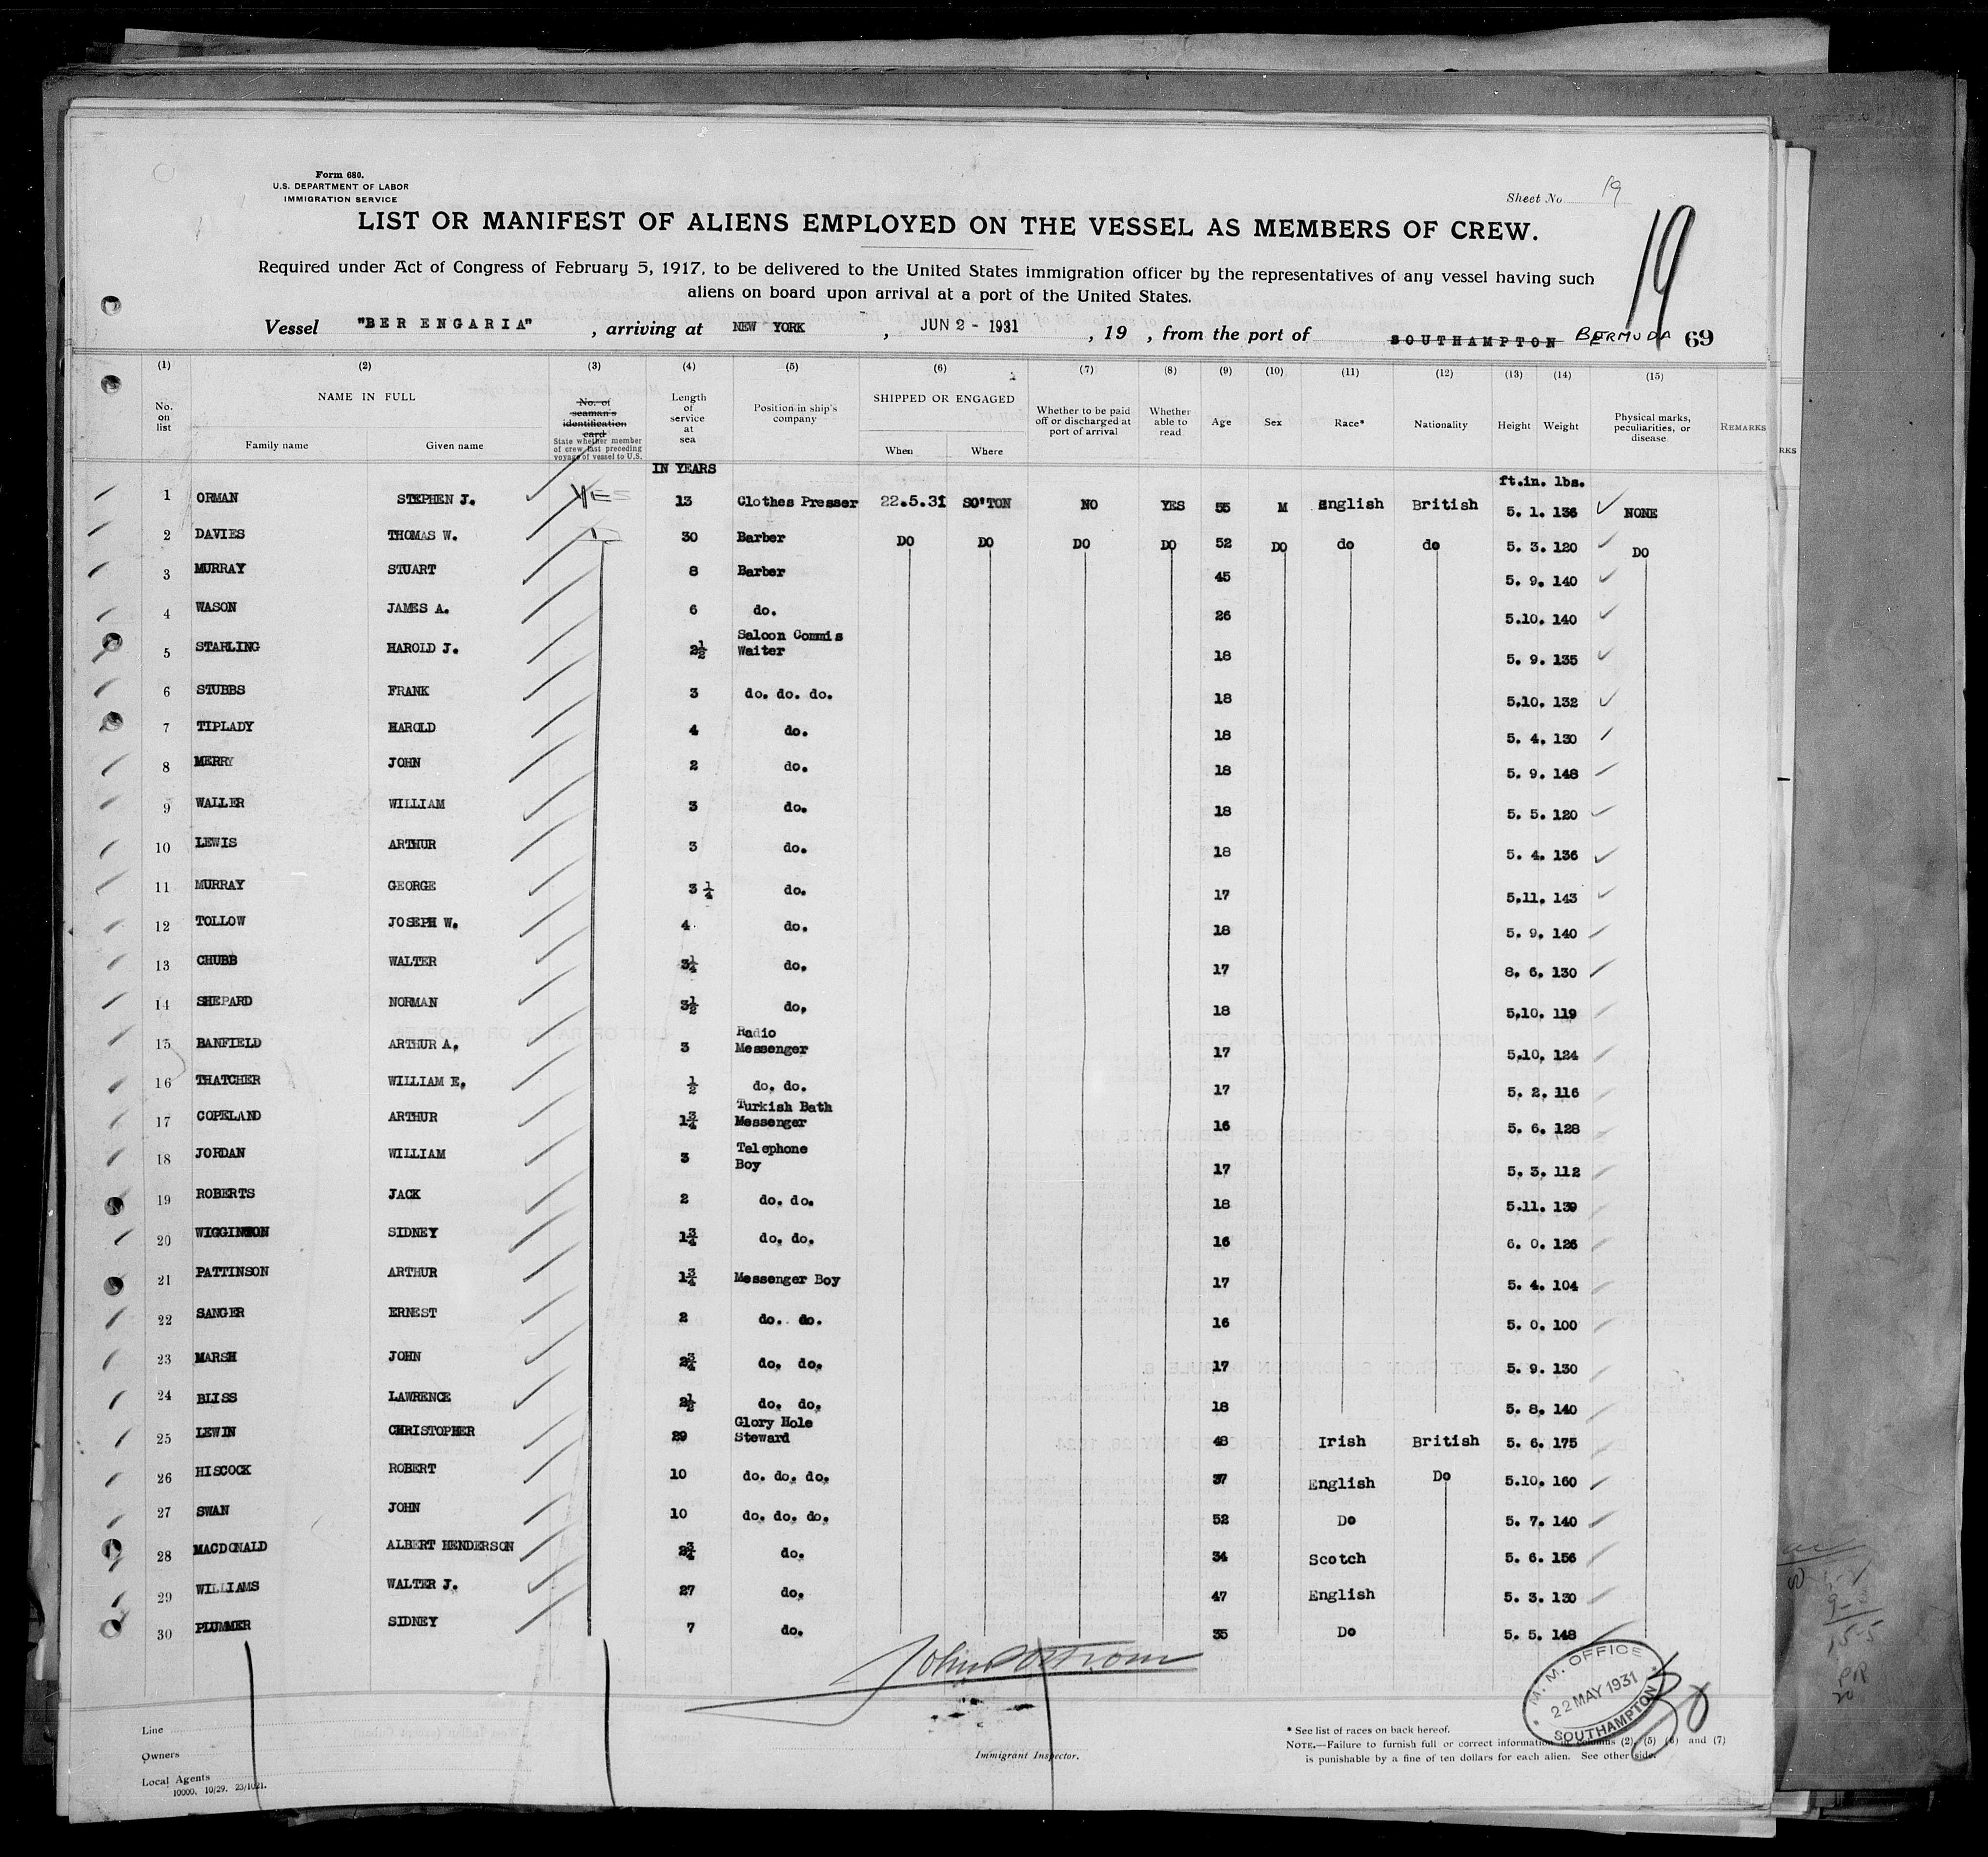 Form 680.
U.S. DEPARTMENT OF LABOR
IMMIGRATION SERVICE
Sheet No. 19
19
LIST OR MANIFEST OF ALIENS EMPLOYED ON THE VESSEL AS MEMBERS OF CREW.
Required under Act of Congress of February 5, 1917, to be delivered to the United States immigration officer by the representatives of any vessel having such
aliens on board upon arrival at a port of the United States.
Vessel "BERENGARIA", arriving at NEW YORK, JUN 2 - 1931, 19 , from the port of SOUTHAMPTON BERMUDA 69
(1) (2) (3) (4) (5) (6) (7) (8) (9) (10) (11) (12) (13) (14) (15)
No. on list
NAME IN FULL
Family name Given name
No. of seaman's identification card
State whether member of crew last preceding voyage of vessel to U.S.
Length of service at sea
Position in ship's company
SHIPPED OR ENGAGED
When Where
Whether to be paid off or discharged at port of arrival
Whether able to read
Age Sex Race* Nationality Height Weight
Physical marks, peculiarities, or disease
REMARKS
RKS
IN YEARS
ft.in. lbs.
1 ORMAN STEPHEN J. YES 13 Clothes Presser 22.5.31 SO'TON NO YES 55 M English British 5. 1. 136 NONE
2 DAVIES THOMAS W. 30 Barber DO DO DO DO 52 DO do do 5. 3. 120 DO
3 MURRAY STUART 8 Barber 45 5. 9. 140
4 WASON JAMES A. 6 do. 26 5.10. 140
5 STARLING HAROLD J. 2½ Saloon Commis Waiter 18 5. 9. 135
6 STUBBS FRANK 3 do. do. do. 18 5.10. 132
7 TIPLADY HAROLD 4 do. 18 5. 4. 130
8 MERRY JOHN 2 do. 18 5. 9. 148
9 WALLER WILLIAM 3 do. 18 5. 5. 120
10 LEWIS ARTHUR 3 do. 18 5. 4. 136
11 MURRAY GEORGE 3 ¼ do. 17 5.11. 143
12 TOLLOW JOSEPH W. 4. do. 18 5. 9. 140
13 CHUBB WALTER 3¼ do. 17 8. 6. 130
14 SHEPARD NORMAN 3½ do. 18 5.10. 119
15 BANFIELD ARTHUR A. 3 Radio Messenger 17 5.10. 124
16 THATCHER WILLIAM E. ½ do. do. 17 5. 2. 116
17 COPELAND ARTHUR 1¾ Turkish Bath Messenger 16 5. 6. 128
18 JORDAN WILLIAM 3 Telephone Boy 17 5. 3. 112
19 ROBERTS JACK 2 do. do. 18 5.11. 139
20 WIGGINTON SIDNEY 1¾ do. do. 16 6. 0. 126
21 PATTINSON ARTHUR 1¾ Messenger Boy 17 5. 4. 104
22 SANGER ERNEST 2 do. do. 16 5. 0. 100
23 MARSH JOHN 2¾ do. do. 17 5. 9. 130
24 BLISS LAWRENCE 2½ do. do. 18 5. 8. 140
25 LEWIN CHRISTOPHER 29 Glory Hole Steward 48 Irish British 5. 6. 175
26 HISCOCK ROBERT 10 do. do. do. 37 English Do 5.10. 160
27 SWAN JOHN 10 do. do. do. 52 Do 5. 7. 140
28 MACDONALD ALBERT HENDERSON 2¾ do. 34 Scotch 5. 6. 156
29 WILLIAMS WALTER J. 27 do. 47 English 5. 3. 130
30 PLUMMER SIDNEY 7 do. 35 Do 5. 5. 148
M. M. OFFICE
22 MAY 1931
SOUTHAMPTON
30
Line
Owners
Local Agents
10000. 10/29. 23/1021.
Immigrant Inspector.
* See list of races on back hereof.
NOTE.—Failure to furnish full or correct information in columns (2), (5) (6) and (7)
is punishable by a fine of ten dollars for each alien. See other side.